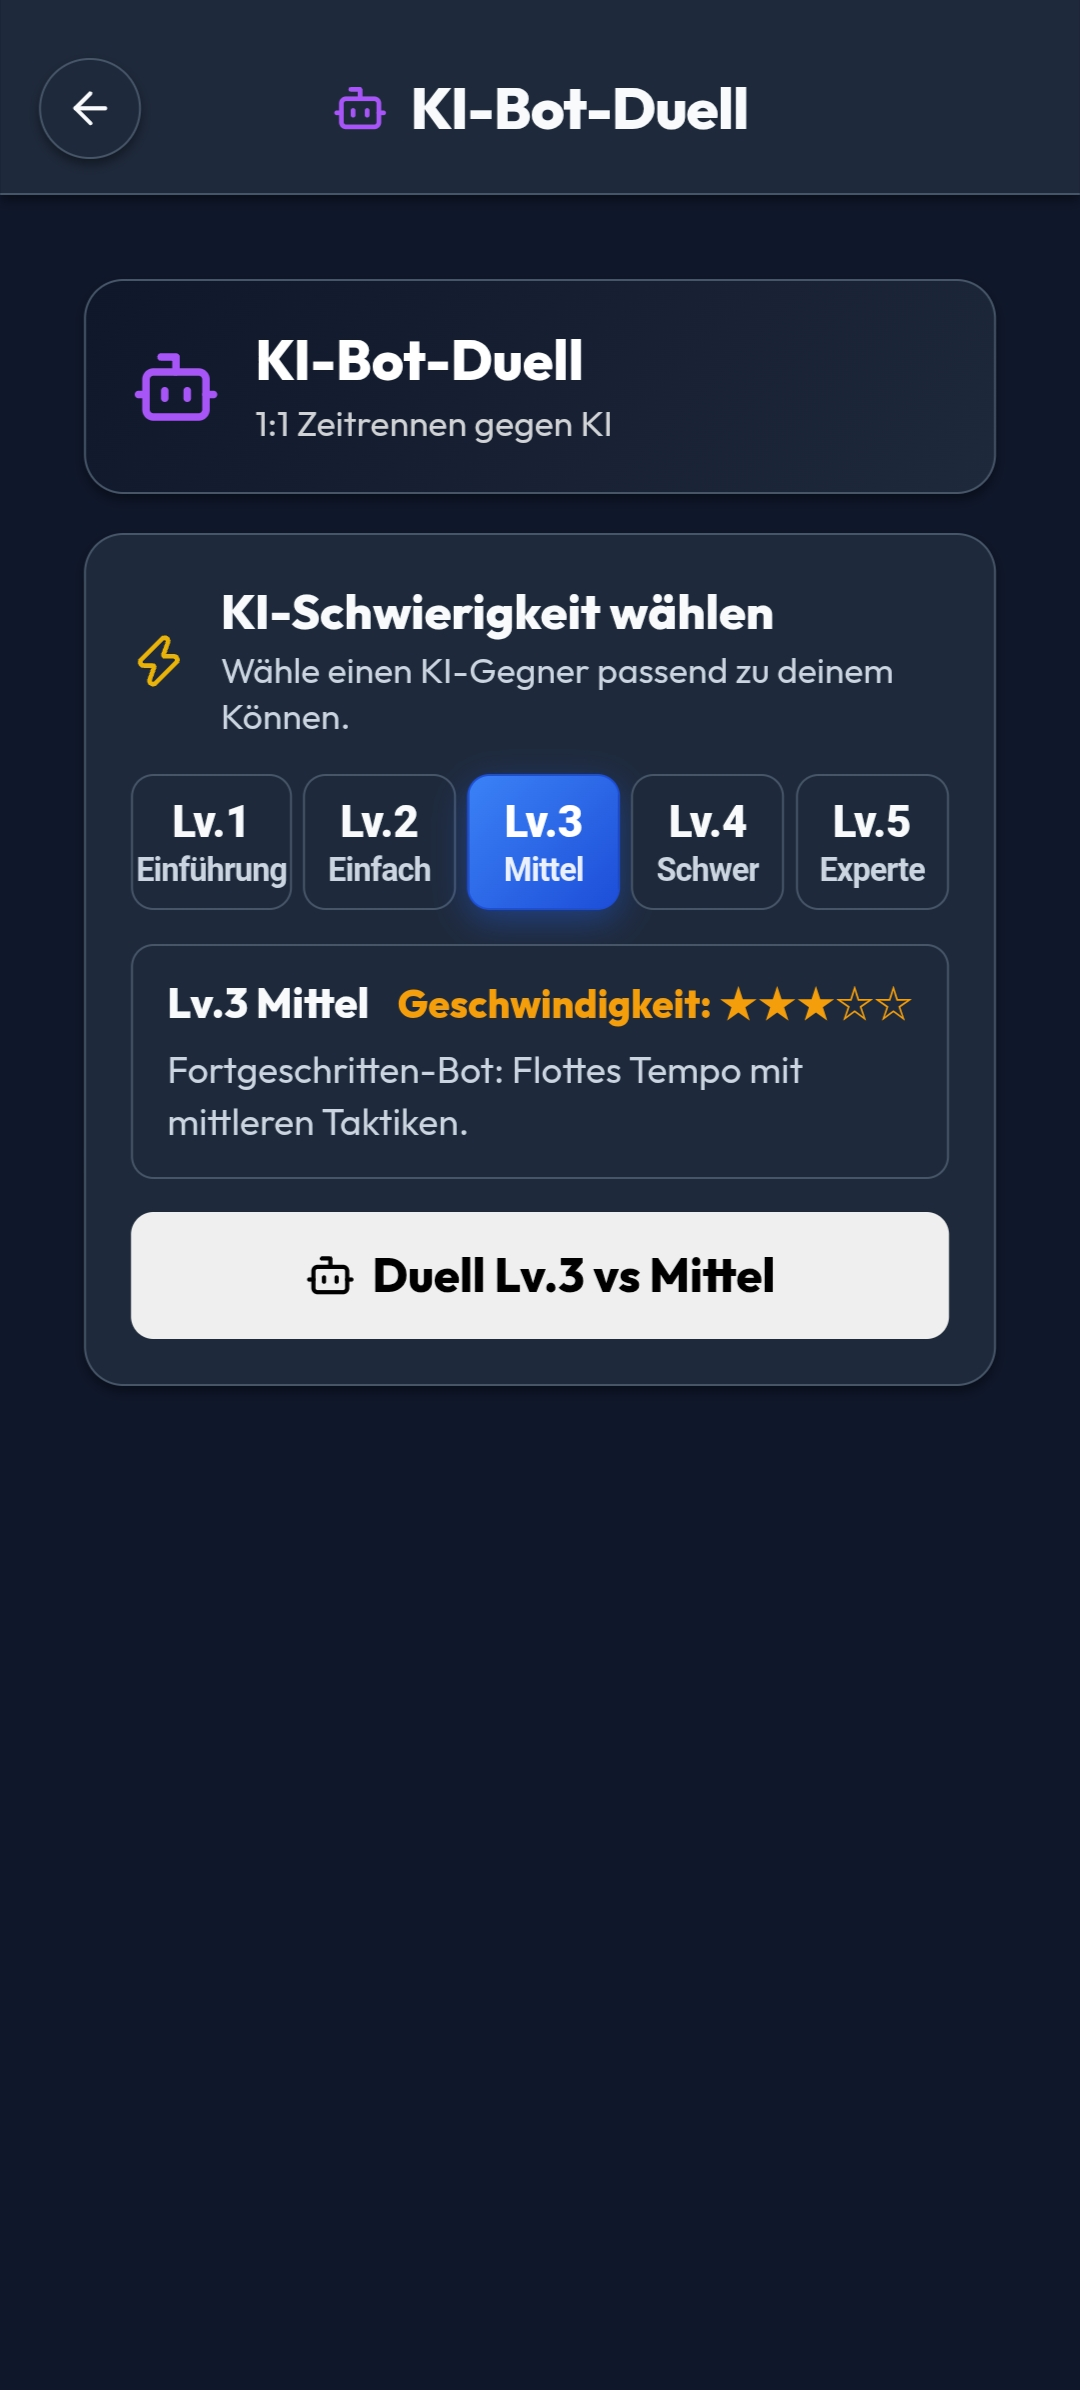 KI-Bot-Duell
KI-Bot-Duell
1:1 Zeitrennen gegen KI
KI-Schwierigkeit wählen
Wähle einen KI-Gegner passend zu deinem
Können.
Lv.1 Lv.2 Lv.3 Lv.4 Lv.5
Einführung Einfach Mittel Schwer Experte
Lv.3 Mittel Geschwindigkeit: ★★★☆☆
Fortgeschritten-Bot: Flottes Tempo mit
mittleren Taktiken.
Duell Lv.3 vs Mittel